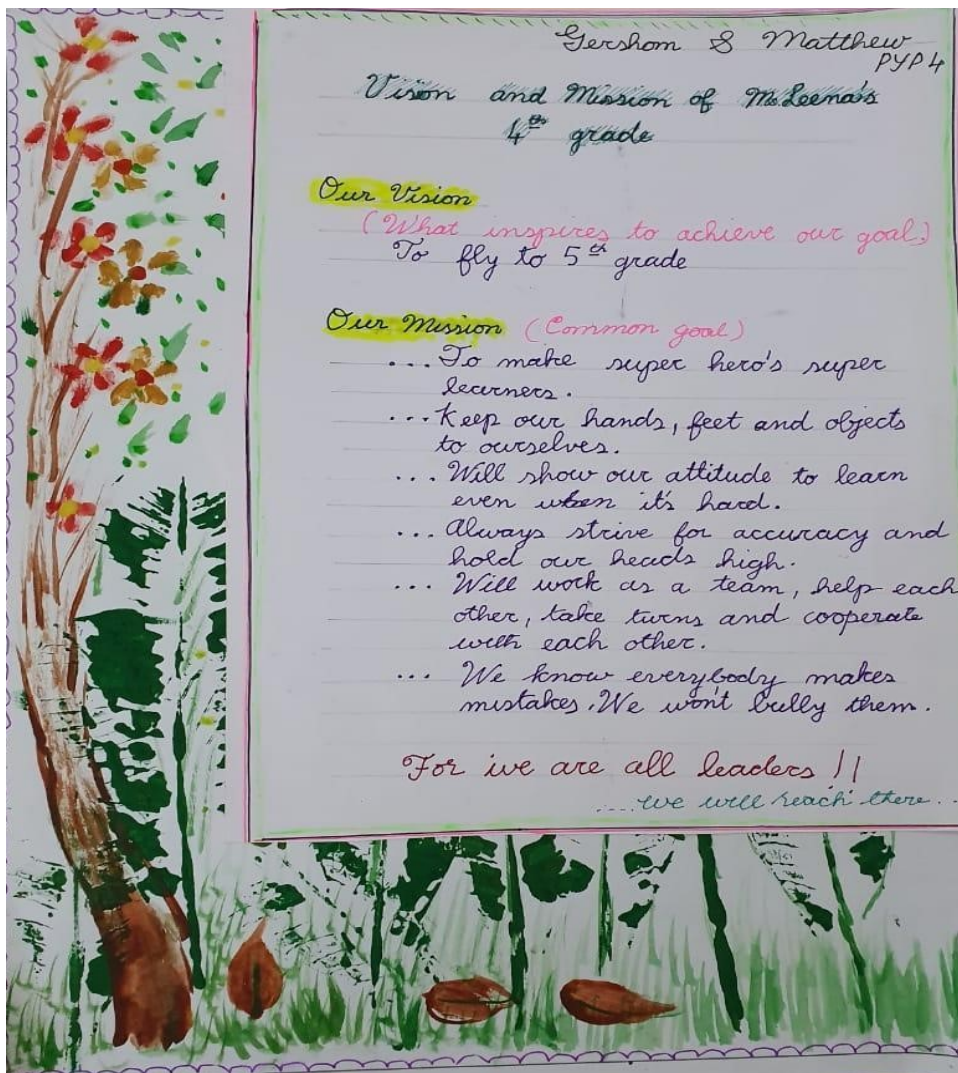 Gershom S Matthew
PYP 4
Vision and Mission of Ms Leena's
4th grade
Our Vision
(What inspires to achieve our goal)
To fly to 5th grade
Our Mission (Common goal)
... To make super hero's super
learners.
... Keep our hands, feet and objects
to ourselves.
... Will show our attitude to learn
even when it's hard.
... Always strive for accuracy and
hold our heads high.
... Will work as a team, help each
other, take turns and cooperate
with each other.
... We know everybody makes
mistakes. We won't bully them.
For we are all leaders !!
.... we will reach there ..